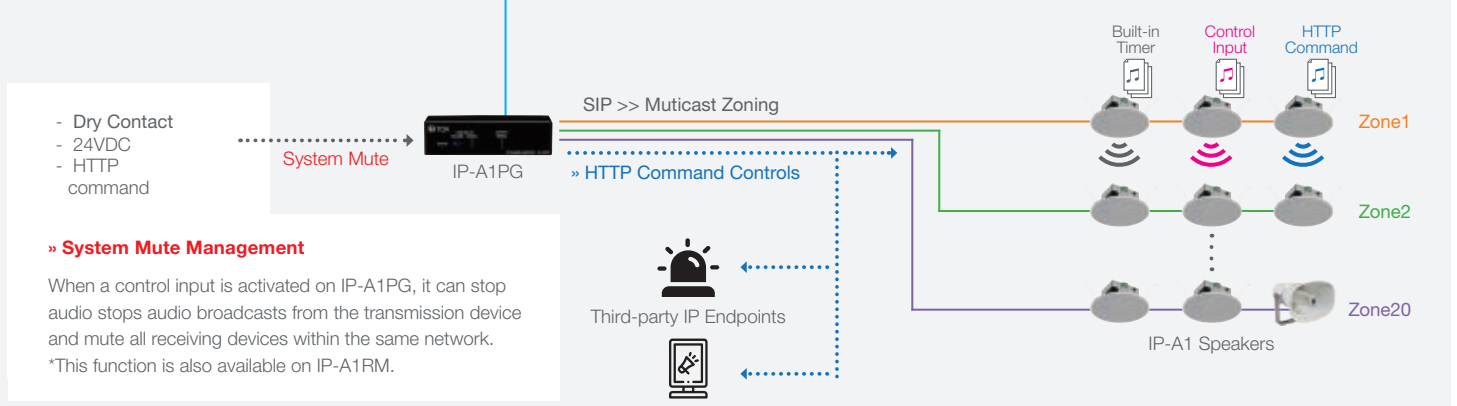 Built-in
Timer
Control
Input
HTTP
Command
- Dry Contact
- 24VDC
- HTTP
command
System Mute
IP-A1PG
SIP >> Muticast Zoning
» HTTP Command Controls
Zone1
Zone2
Zone20
IP-A1 Speakers
Third-party IP Endpoints
» System Mute Management
When a control input is activated on IP-A1PG, it can stop
audio stops audio broadcasts from the transmission device
and mute all receiving devices within the same network.
*This function is also available on IP-A1RM.